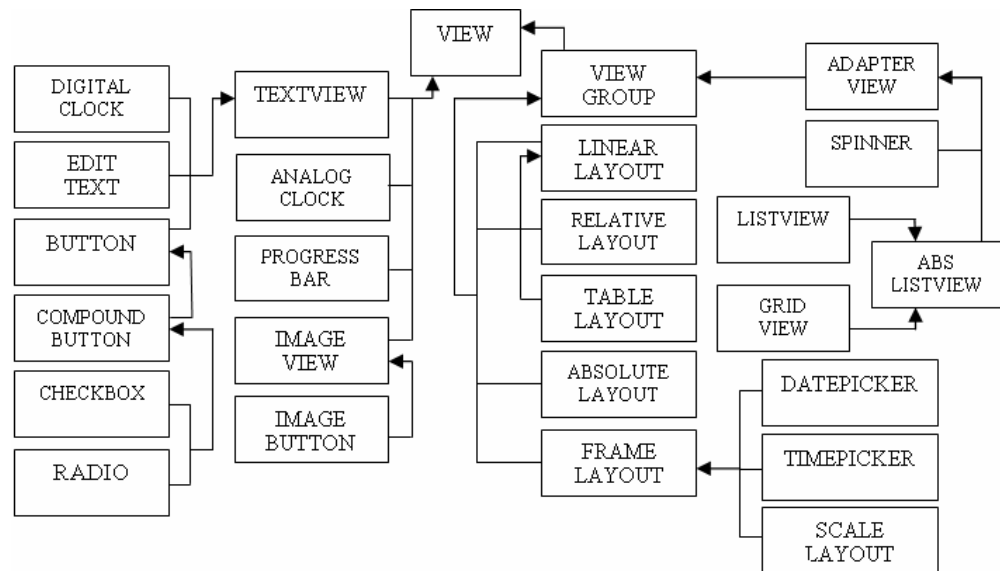 VIEW
DIGITAL
CLOCK
EDIT
TEXT
BUTTON
COMPOUND
BUTTON
CHECKBOX
RADIO
TEXTVIEW
ANALOG
CLOCK
PROGRESS
BAR
IMAGE
VIEW
IMAGE
BUTTON
VIEW
GROUP
LINEAR
LAYOUT
RELATIVE
LAYOUT
TABLE
LAYOUT
ABSOLUTE
LAYOUT
FRAME
LAYOUT
ADAPTER
VIEW
SPINNER
LISTVIEW
ABS
LISTVIEW
GRID
VIEW
DATEPICKER
TIMEPICKER
SCALE
LAYOUT